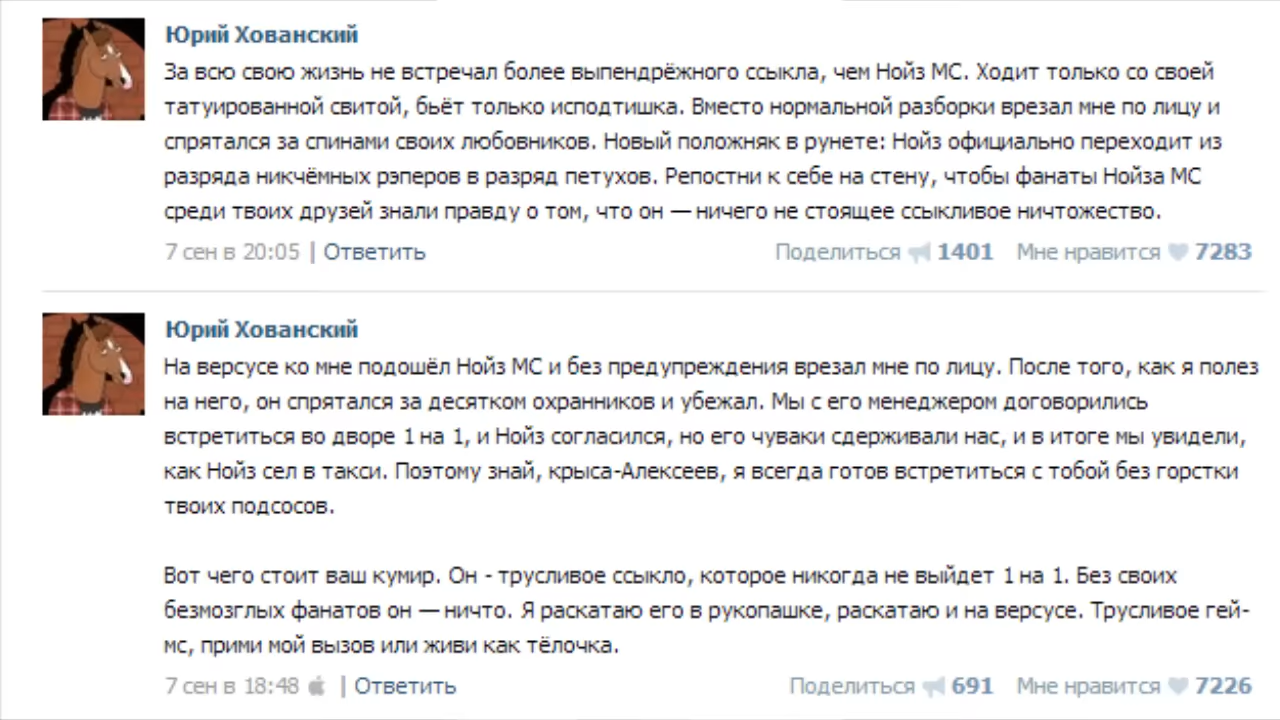 Юрий Хованский
За всю свою жизнь не встречал более выпендрёжного ссыкла, чем Нойз МС. Ходит только со своей
татуированной свитой, бьёт только исподтишка. Вместо нормальной разборки врезал мне по лицу и
спрятался за спинами своих любовников. Новый положняк в рунете: Нойз официально переходит из
разряда никчёмных рэперов в разряд петухов. Репостни к себе на стену, чтобы фанаты Нойза МС
среди твоих друзей знали правду о том, что он — ничего не стоящее ссыкливое ничтожество.
7 сен в 20:05 | Ответить Поделиться 1401 Мне нравится 7283
Юрий Хованский
На версусе ко мне подошёл Нойз МС и без предупреждения врезал мне по лицу. После того, как я полез
на него, он спрятался за десятком охранников и убежал. Мы с его менеджером договорились
встретиться во дворе 1 на 1, и Нойз согласился, но его чуваки сдерживали нас, и в итоге мы увидели,
как Нойз сел в такси. Поэтому знай, крыса-Алексеев, я всегда готов встретиться с тобой без горстки
твоих подсосов.
Вот чего стоит ваш кумир. Он - трусливое ссыкло, которое никогда не выйдет 1 на 1. Без своих
безмозглых фанатов он — ничто. Я раскатаю его в рукопашке, раскатаю и на версусе. Трусливое гей-
мс, прими мой вызов или живи как тёлочка.
7 сен в 18:48 | Ответить Поделиться 691 Мне нравится 7226